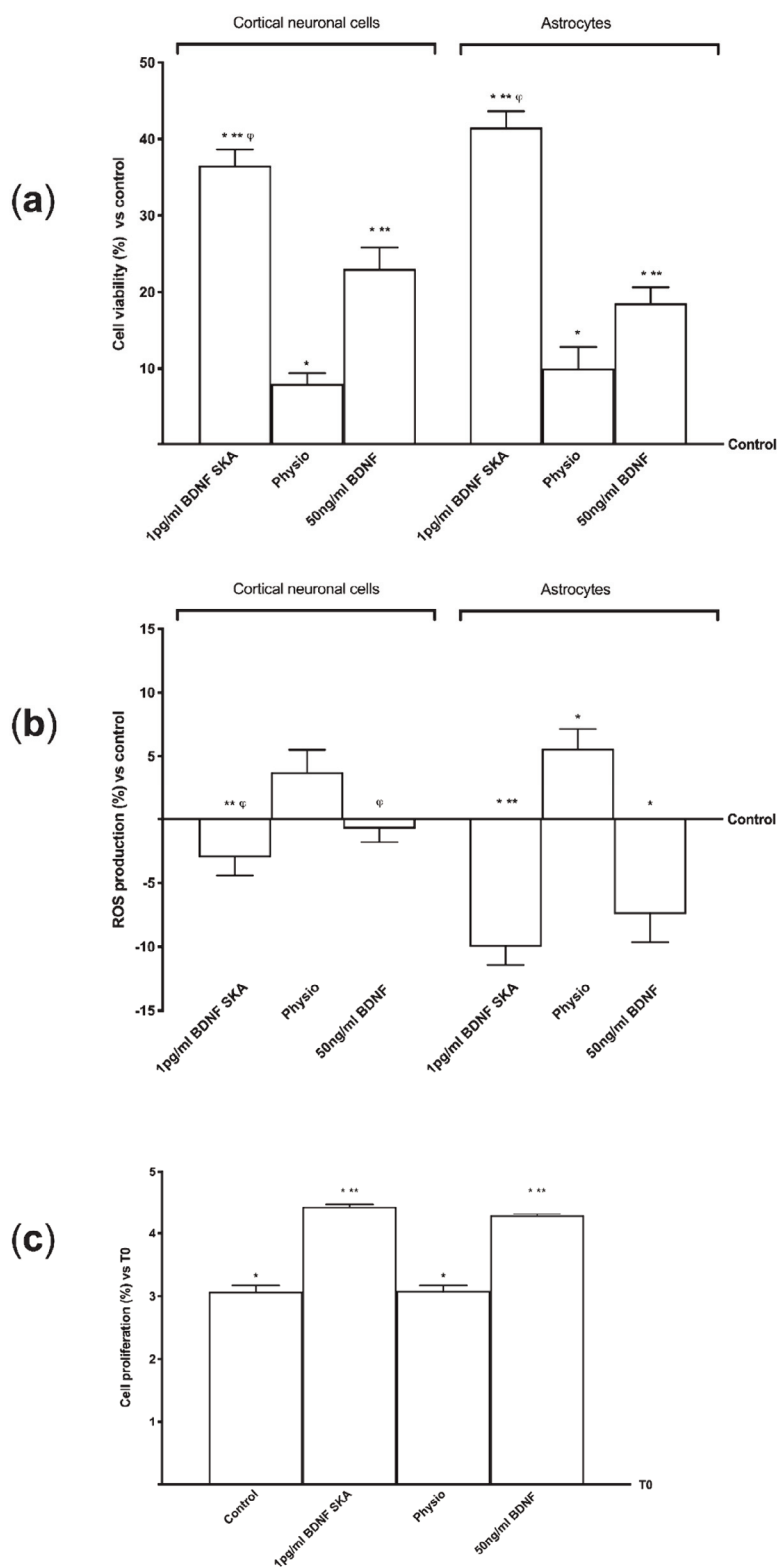 (a)
Cortical neuronal cells
Astrocytes
Cell viability (%) vs control
50
40
30
20
10
* ** φ
*
* **
* ** φ
*
* **
Control
1pg/ml BDNF SKA
Physio
50ng/ml BDNF
1pg/ml BDNF SKA
Physio
50ng/ml BDNF
(b)
Cortical neuronal cells
Astrocytes
ROS production (%) vs control
15
10
5
0
-5
-10
-15
** φ
φ
* **
*
*
Control
1pg/ml BDNF SKA
Physio
50ng/ml BDNF
1pg/ml BDNF SKA
Physio
50ng/ml BDNF
(c)
Cell proliferation (%) vs T0
5
4
3
2
1
*
* **
*
* **
T0
Control
1pg/ml BDNF SKA
Physio
50ng/ml BDNF